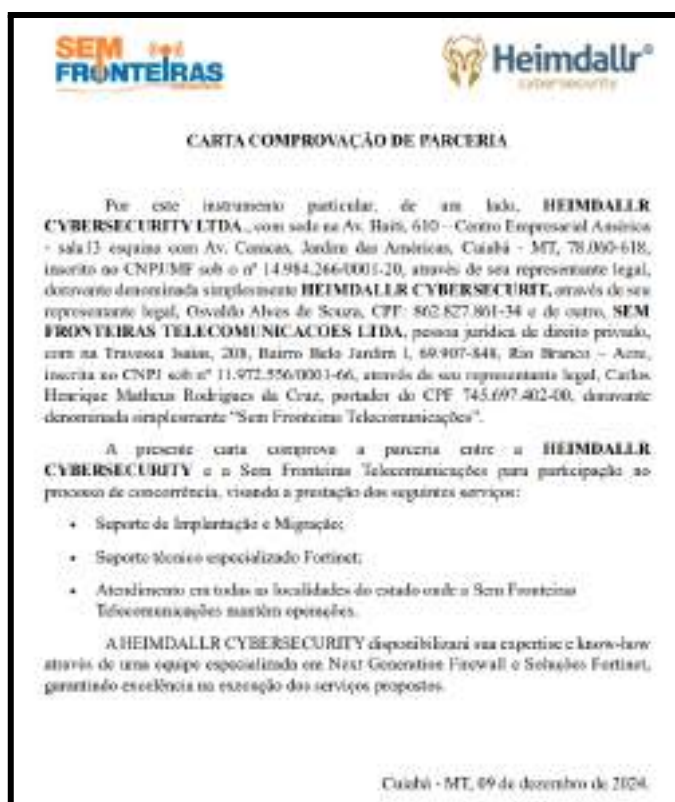 SEM
FRONTEIRAS
Heimdallr
cybersecurity
CARTA COMPROVAÇÃO DE PARCERIA
Por este instrumento particular, de um lado, HEIMDALLR
CYBERSECURITY LTDA., com sede na Av. Haiti, 610 – Centro Empresarial América
- sala13 esquina com Av. Caracas, Jardim das Américas, Cuiabá - MT, 78.060-618,
inscrito no CNPJ/MF sob o nº 14.984.266/0001-20, através de seu representante legal,
doravante denominada simplesmente HEIMDALLR CYBERSECURIT, através de seu
representante legal, Osvaldo Alves de Souza, CPF: 862.827.861-34 e de outro, SEM
FRONTEIRAS TELECOMUNICACOES LTDA, pessoa jurídica de direito privado,
com na Travessa Isaias, 208, Bairro Belo Jardim I, 69.907-848, Rio Branco – Acre,
inscrita no CNPJ sob nº 11.972.556/0001-66, através de seu representante legal, Carlos
Henrique Matheus Rodrigues da Cruz, portador do CPF 745.697.402-00, doravante
denominada simplesmente “Sem Fronteiras Telecomunicações”.
A presente carta comprova a parceria entre a HEIMDALLR
CYBERSECURITY e a Sem Fronteiras Telecomunicações para participação no
processo de concorrência, visando a prestação dos seguintes serviços:
• Suporte de Implantação e Migração;
• Suporte técnico especializado Fortinet;
• Atendimento em todas as localidades do estado onde a Sem Fronteiras
Telecomunicações mantém operações.
A HEIMDALLR CYBERSECURITY disponibilizará sua expertise e know-how
através de uma equipe especializada em Next Generation Firewall e Soluções Fortinet,
garantindo excelência na execução dos serviços propostos.
Cuiabá - MT, 09 de dezembro de 2024.